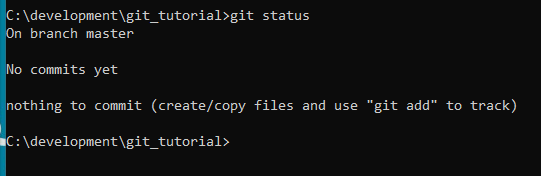 C:\development\git_tutorial>git status
On branch master
No commits yet
nothing to commit (create/copy files and use "git add" to track)
C:\development\git_tutorial>